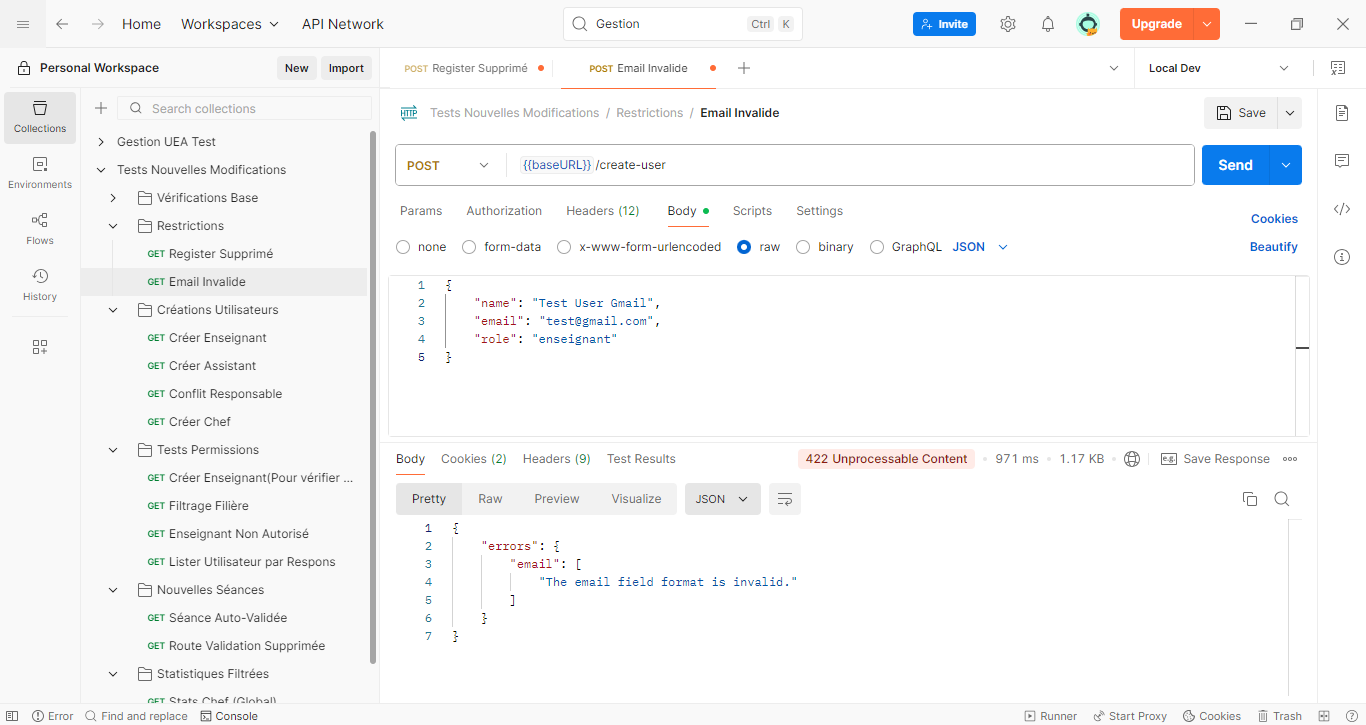 Home Workspaces API Network Gestion Ctrl K Invite Upgrade
Personal Workspace New Import POST Register Supprimé POST Email Invalide Local Dev
Collections
Environments
Flows
History
Search collections
Gestion UEA Test
Tests Nouvelles Modifications
Vérifications Base
Restrictions
GET Register Supprimé
GET Email Invalide
Créations Utilisateurs
GET Créer Enseignant
GET Créer Assistant
GET Conflit Responsable
GET Créer Chef
Tests Permissions
GET Créer Enseignant(Pour vérifier ...
GET Filtrage Filière
GET Enseignant Non Autorisé
GET Lister Utilisateur par Respons
Nouvelles Séances
GET Séance Auto-Validée
GET Route Validation Supprimée
Statistiques Filtrées
GET Stats Chef (Global)
HTTP Tests Nouvelles Modifications / Restrictions / Email Invalide Save
POST {{baseURL}} /create-user Send
Params Authorization Headers (12) Body Scripts Settings Cookies
none form-data x-www-form-urlencoded raw binary GraphQL JSON Beautify
1 {
2 "name": "Test User Gmail",
3 "email": "test@gmail.com",
4 "role": "enseignant"
5 }
Body Cookies (2) Headers (9) Test Results 422 Unprocessable Content 971 ms 1.17 KB e.g. Save Response
Pretty Raw Preview Visualize JSON
1 {
2 "errors": {
3 "email": [
4 "The email field format is invalid."
5 ]
6 }
7 }
Error Find and replace Console Runner Start Proxy Cookies Trash